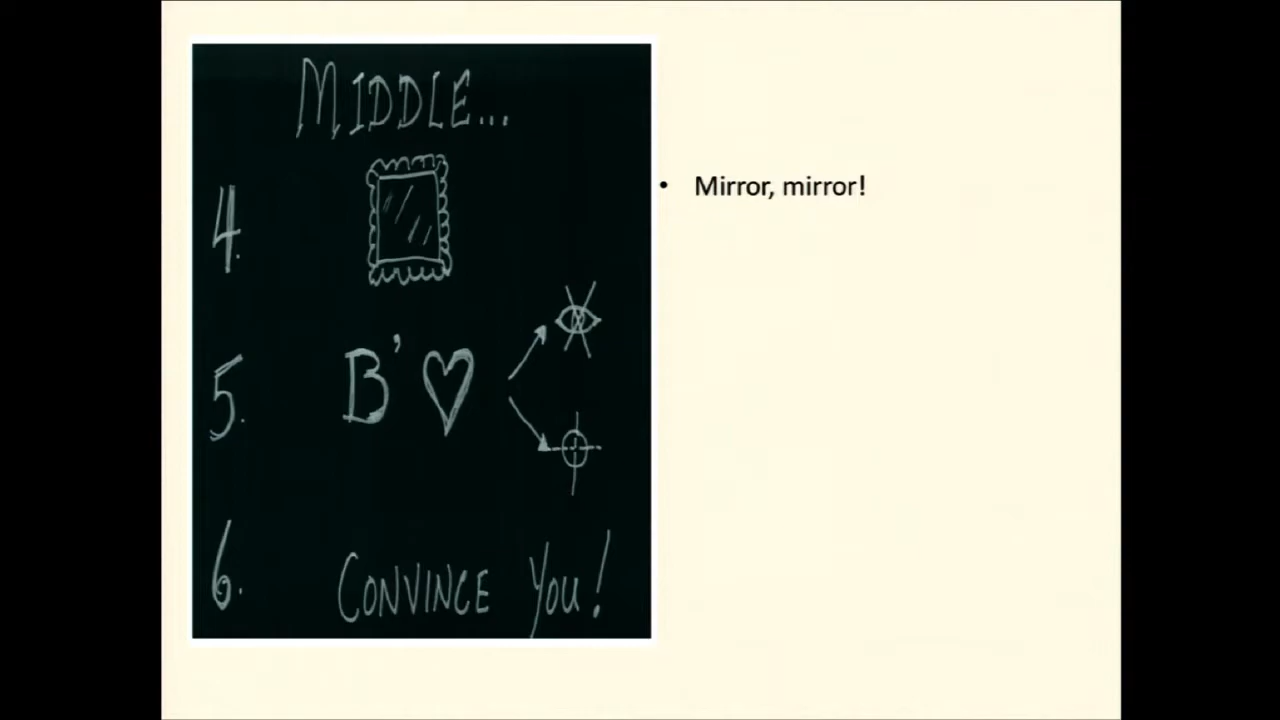 MIDDLE...
4.
5. B'
6. CONVINCE YOU!
• Mirror, mirror!